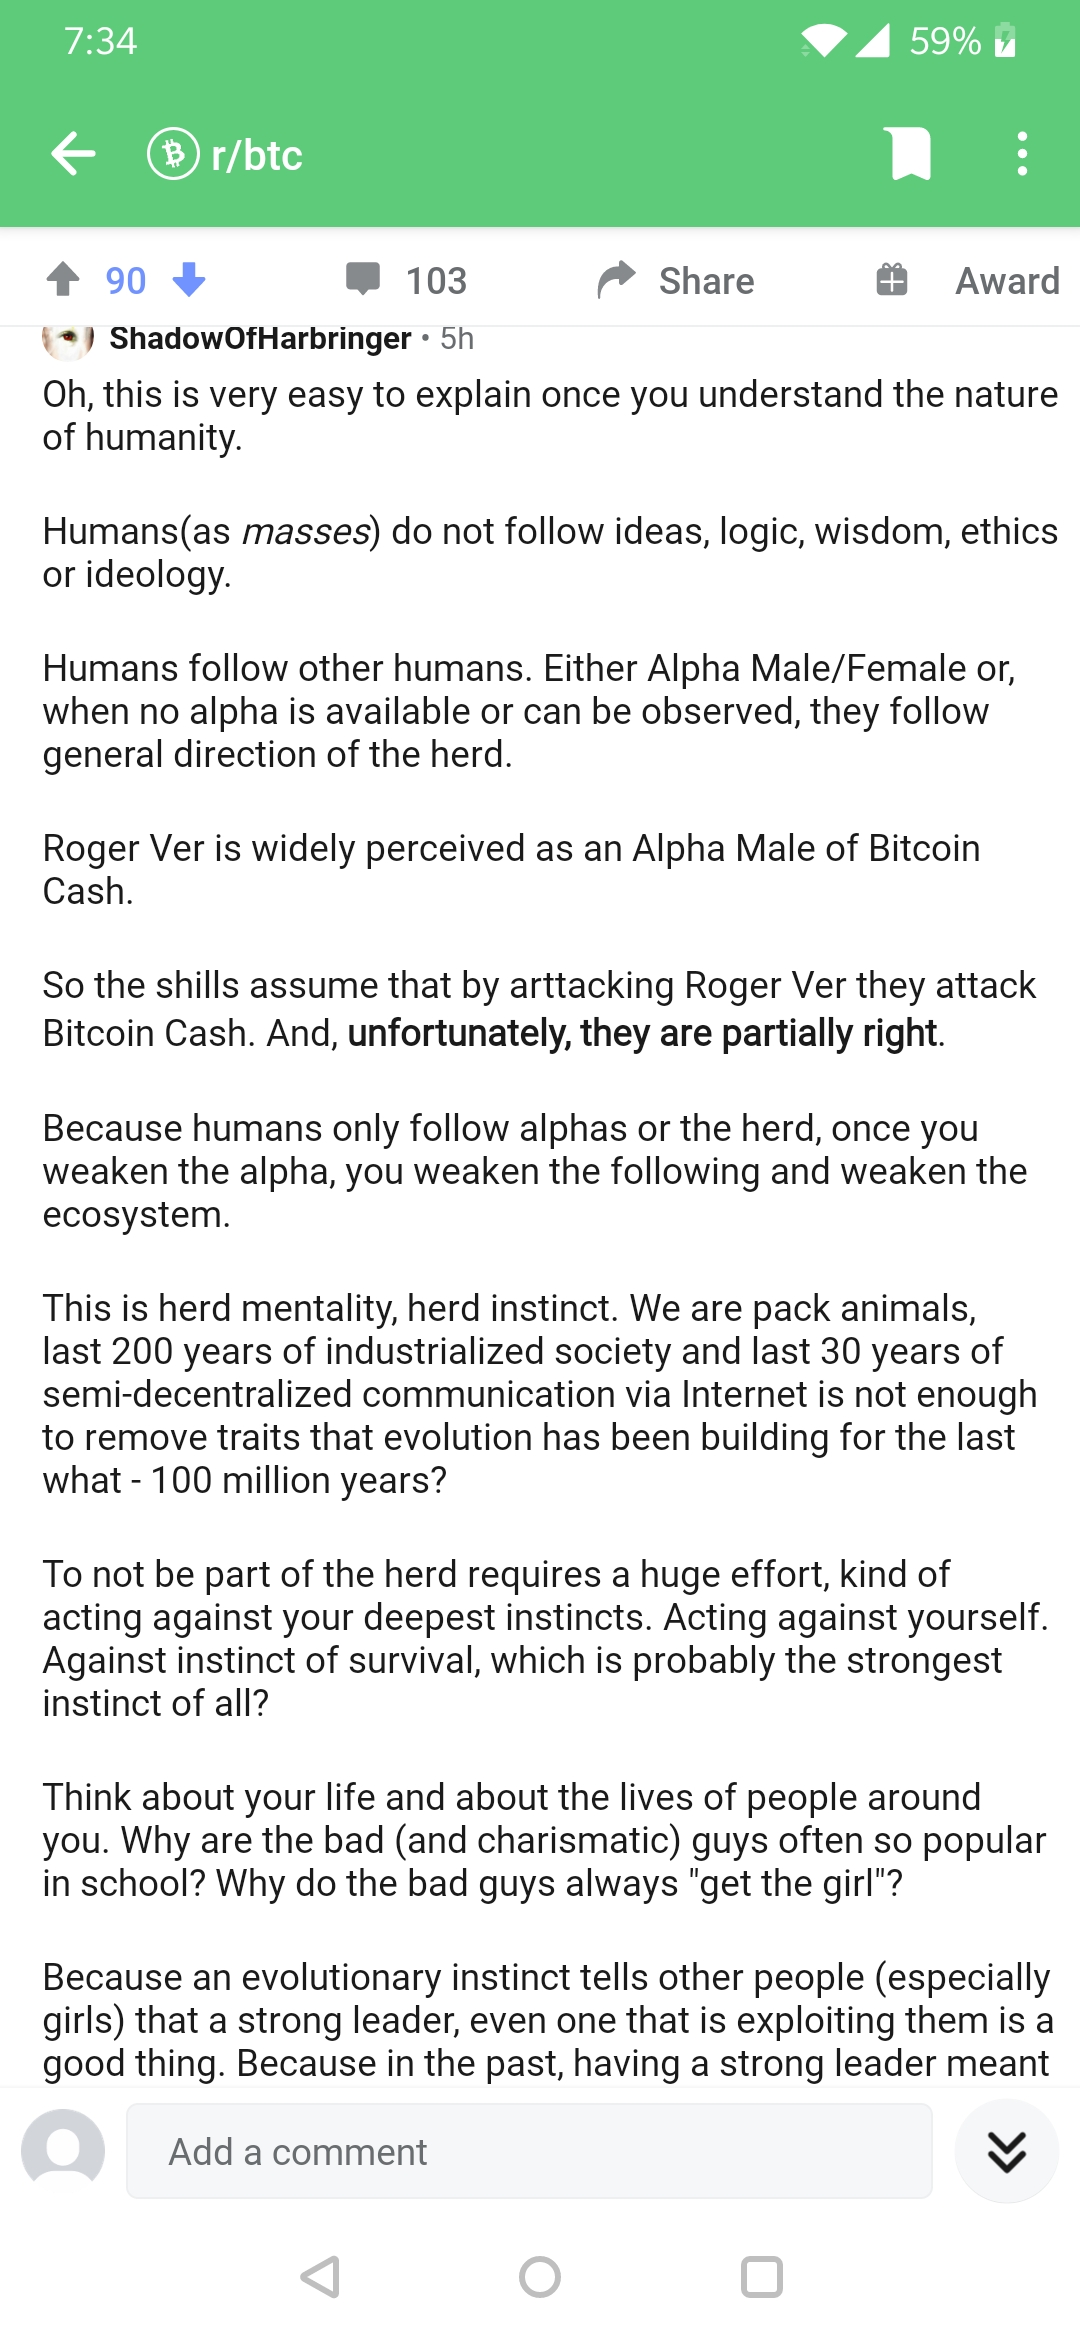 7:34
59%
r/btc
90
103
Share
Award
ShadowOfHarbringer • 5h
Oh, this is very easy to explain once you understand the nature
of humanity.
Humans(as masses) do not follow ideas, logic, wisdom, ethics
or ideology.
Humans follow other humans. Either Alpha Male/Female or,
when no alpha is available or can be observed, they follow
general direction of the herd.
Roger Ver is widely perceived as an Alpha Male of Bitcoin
Cash.
So the shills assume that by arttacking Roger Ver they attack
Bitcoin Cash. And, unfortunately, they are partially right.
Because humans only follow alphas or the herd, once you
weaken the alpha, you weaken the following and weaken the
ecosystem.
This is herd mentality, herd instinct. We are pack animals,
last 200 years of industrialized society and last 30 years of
semi-decentralized communication via Internet is not enough
to remove traits that evolution has been building for the last
what - 100 million years?
To not be part of the herd requires a huge effort, kind of
acting against your deepest instincts. Acting against yourself.
Against instinct of survival, which is probably the strongest
instinct of all?
Think about your life and about the lives of people around
you. Why are the bad (and charismatic) guys often so popular
in school? Why do the bad guys always "get the girl"?
Because an evolutionary instinct tells other people (especially
girls) that a strong leader, even one that is exploiting them is a
good thing. Because in the past, having a strong leader meant
Add a comment